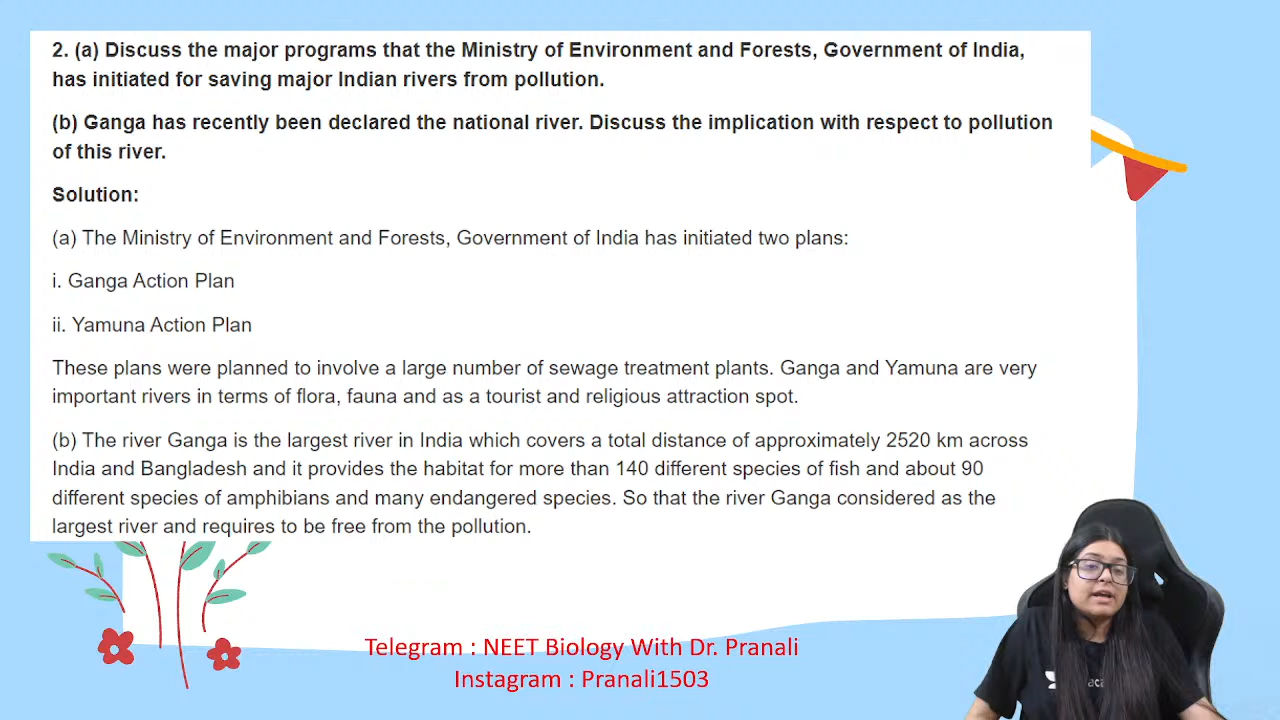 2. (a) Discuss the major programs that the Ministry of Environment and Forests, Government of India,
has initiated for saving major Indian rivers from pollution.
(b) Ganga has recently been declared the national river. Discuss the implication with respect to pollution
of this river.
Solution:
(a) The Ministry of Environment and Forests, Government of India has initiated two plans:
i. Ganga Action Plan
ii. Yamuna Action Plan
These plans were planned to involve a large number of sewage treatment plants. Ganga and Yamuna are very
important rivers in terms of flora, fauna and as a tourist and religious attraction spot.
(b) The river Ganga is the largest river in India which covers a total distance of approximately 2520 km across
India and Bangladesh and it provides the habitat for more than 140 different species of fish and about 90
different species of amphibians and many endangered species. So that the river Ganga considered as the
largest river and requires to be free from the pollution.
Telegram : NEET Biology With Dr. Pranali
Instagram : Pranali1503